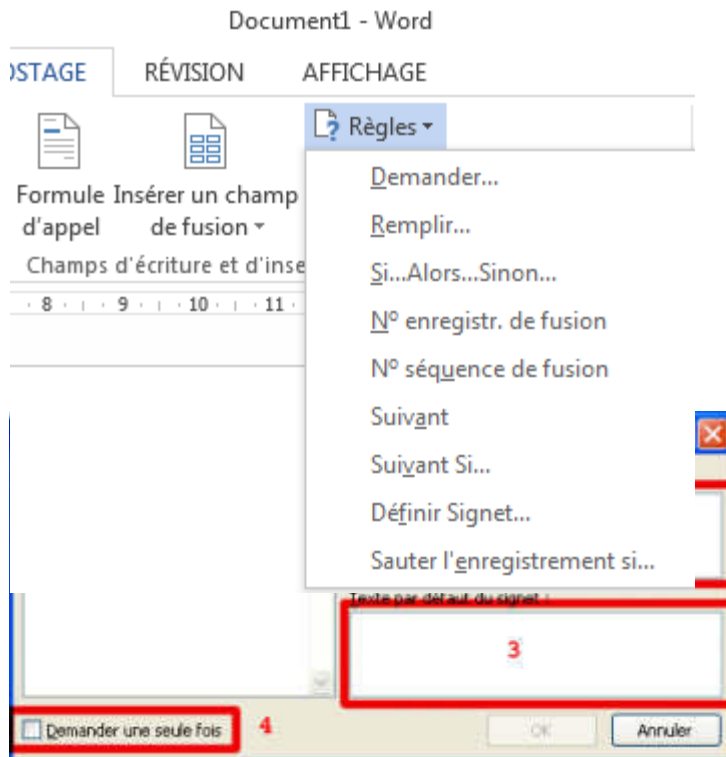 Document1 - Word
OSTAGE RÉVISION AFFICHAGE
Règles
Formule Insérer un champ
d'appel de fusion
Champs d'écriture et d'inse
8 9 10 11
Demander...
Remplir...
Si...Alors...Sinon...
Nº enregistr. de fusion
Nº séquence de fusion
Suivant
Suivant Si...
Définir Signet...
Sauter l'enregistrement si...
Texte par défaut du signet :
3
Demander une seule fois 4 OK Annuler